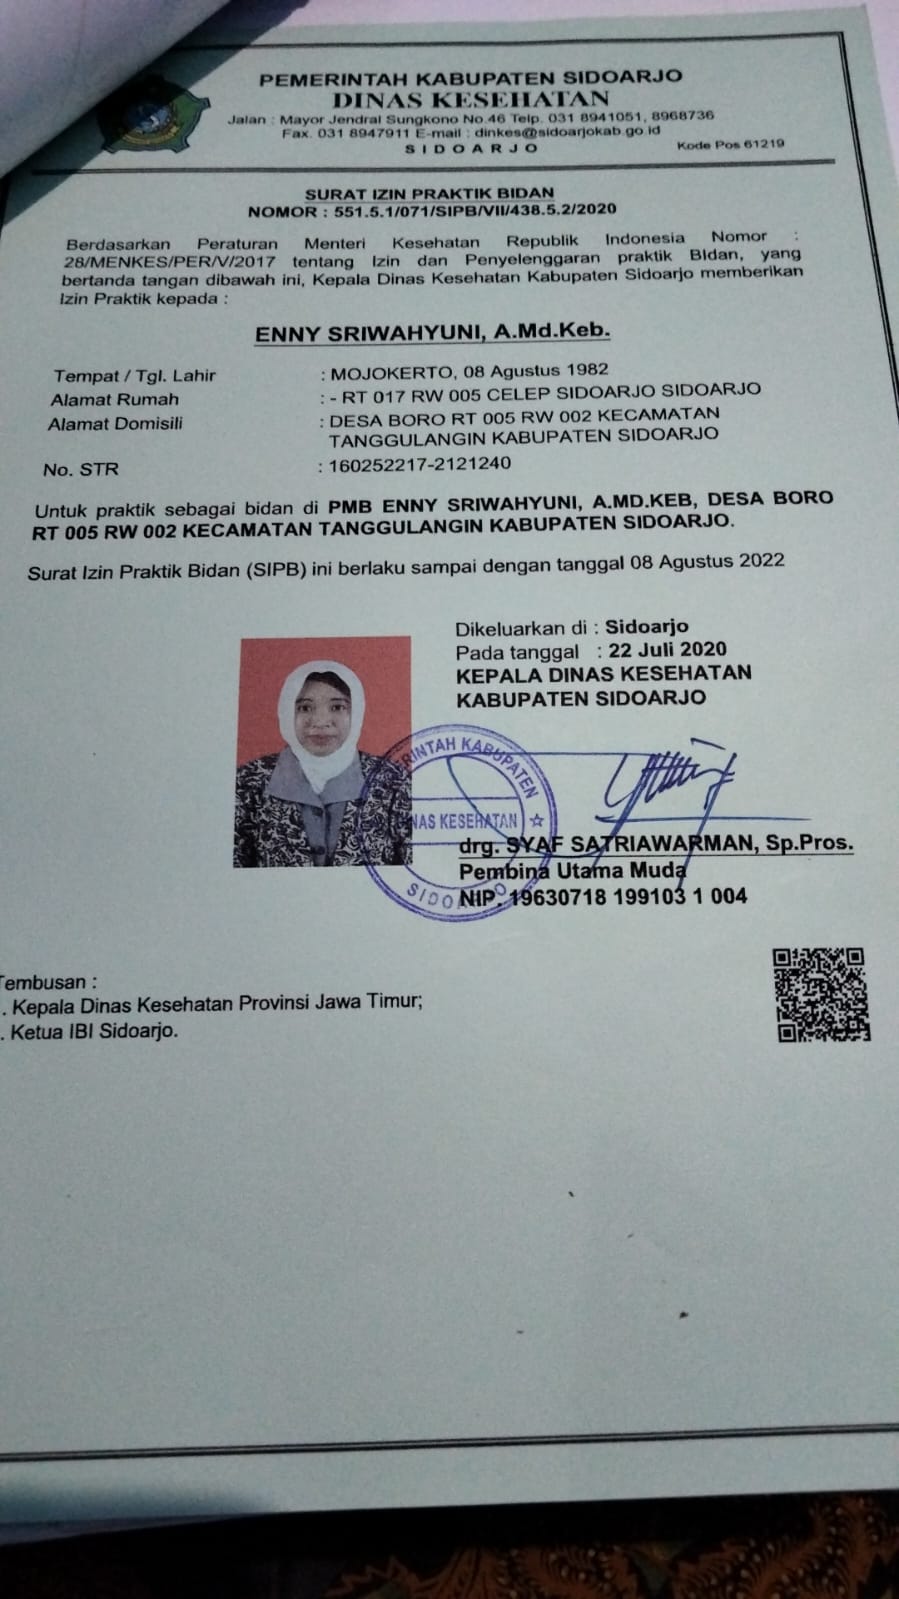 PEMERINTAH KABUPATEN SIDOARJO
DINAS KESEHATAN
Jalan : Mayor Jendral Sungkono No.46 Telp. 031 8941051, 8968736
Fax. 031 8947911 E-mail : dinkes@sidoarjokab.go.id
SIDOARJO
Kode Pos 61219
SURAT IZIN PRAKTIK BIDAN
NOMOR : 551.5.1/071/SIPB/VII/438.5.2/2020
Berdasarkan Peraturan Menteri Kesehatan Republik Indonesia Nomor :
28/MENKES/PER/V/2017 tentang Izin dan Penyelenggaran praktik BIdan, yang
bertanda tangan dibawah ini, Kepala Dinas Kesehatan Kabupaten Sidoarjo memberikan
Izin Praktik kepada :
ENNY SRIWAHYUNI, A.Md.Keb.
Tempat / Tgl. Lahir : MOJOKERTO, 08 Agustus 1982
Alamat Rumah : - RT 017 RW 005 CELEP SIDOARJO SIDOARJO
Alamat Domisili : DESA BORO RT 005 RW 002 KECAMATAN
TANGGULANGIN KABUPATEN SIDOARJO
No. STR : 160252217-2121240
Untuk praktik sebagai bidan di PMB ENNY SRIWAHYUNI, A.MD.KEB, DESA BORO
RT 005 RW 002 KECAMATAN TANGGULANGIN KABUPATEN SIDOARJO.
Surat Izin Praktik Bidan (SIPB) ini berlaku sampai dengan tanggal 08 Agustus 2022
Dikeluarkan di : Sidoarjo
Pada tanggal : 22 Juli 2020
KEPALA DINAS KESEHATAN
KABUPATEN SIDOARJO
RINTAH KABUPATEN
NAS KESEHATAN
SIDO
drg. SYAF SATRIAWARMAN, Sp.Pros.
Pembina Utama Muda
NIP. 19630718 199103 1 004
Tembusan :
. Kepala Dinas Kesehatan Provinsi Jawa Timur;
. Ketua IBI Sidoarjo.